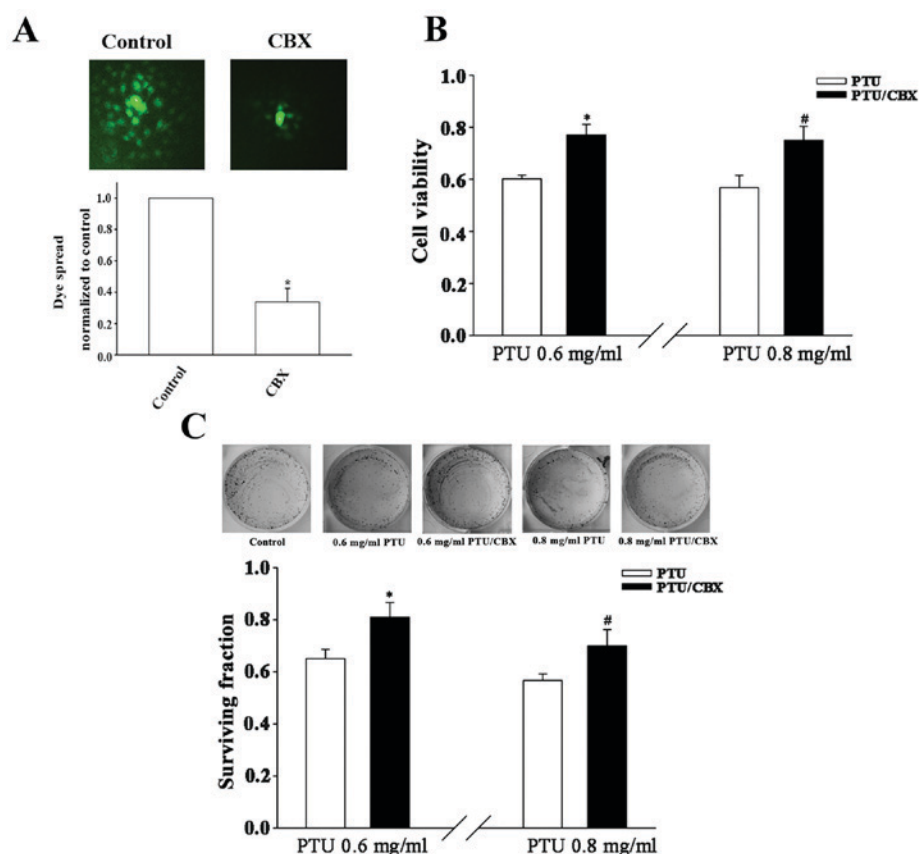 A
Control CBX
Dye spread
normalized to control
1.0
0.8
0.6
0.4
0.2
0.0
*
Control
CBX
B
PTU
PTU/CBX
Cell viability
1.0
0.8
0.6
0.4
0.2
0.0
*
#
PTU 0.6 mg/ml PTU 0.8 mg/ml
C
Control 0.6 mg/ml PTU 0.6 mg/ml PTU/CBX 0.8 mg/ml PTU 0.8 mg/ml PTU/CBX
PTU
PTU/CBX
Surviving fraction
1.0
0.8
0.6
0.4
0.2
0.0
*
#
PTU 0.6 mg/ml PTU 0.8 mg/ml